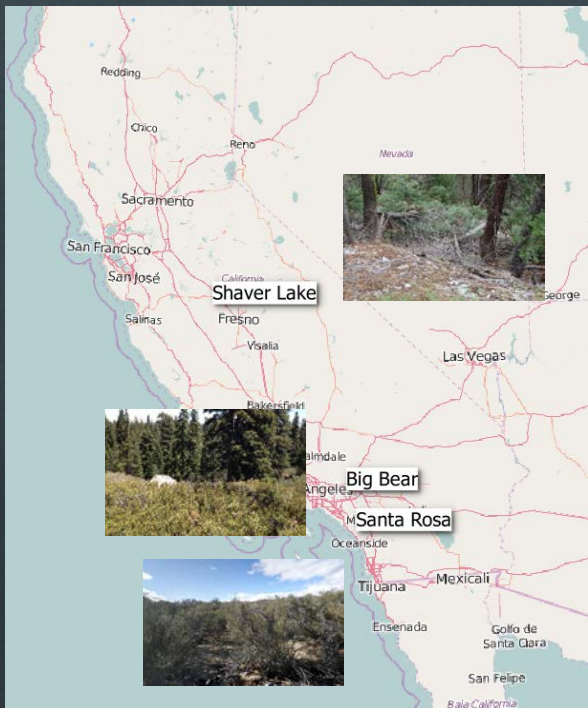 Redding
Chico
Reno
Nevada
Sacramento
San Francisco
San José
California
Shaver Lake
George
Salinas
Fresno
Visalia
Las Vegas
Bakersfield
almdale
Big Bear
Angeles
Santa Rosa
Oceanside
Tijuana
Mexicali
Ensenada
Golfo de
Santa Clara
San Felipe
Baja California